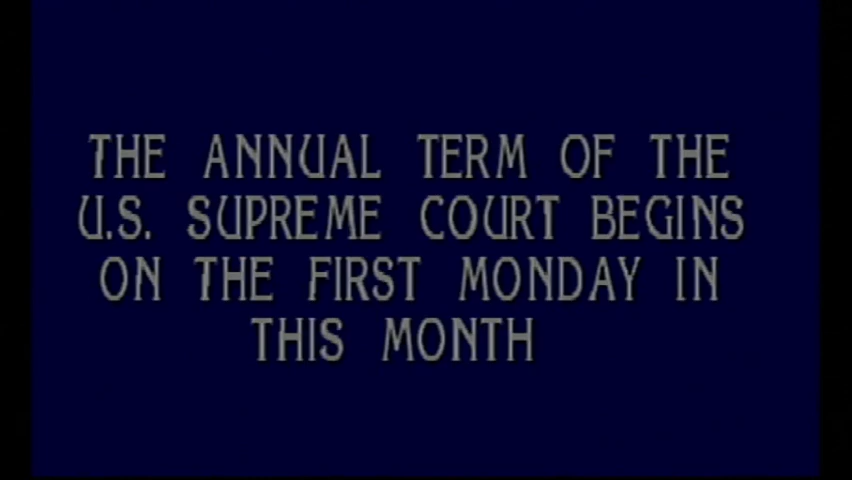 THE ANNUAL TERM OF THE
U.S. SUPREME COURT BEGINS
ON THE FIRST MONDAY IN
THIS MONTH